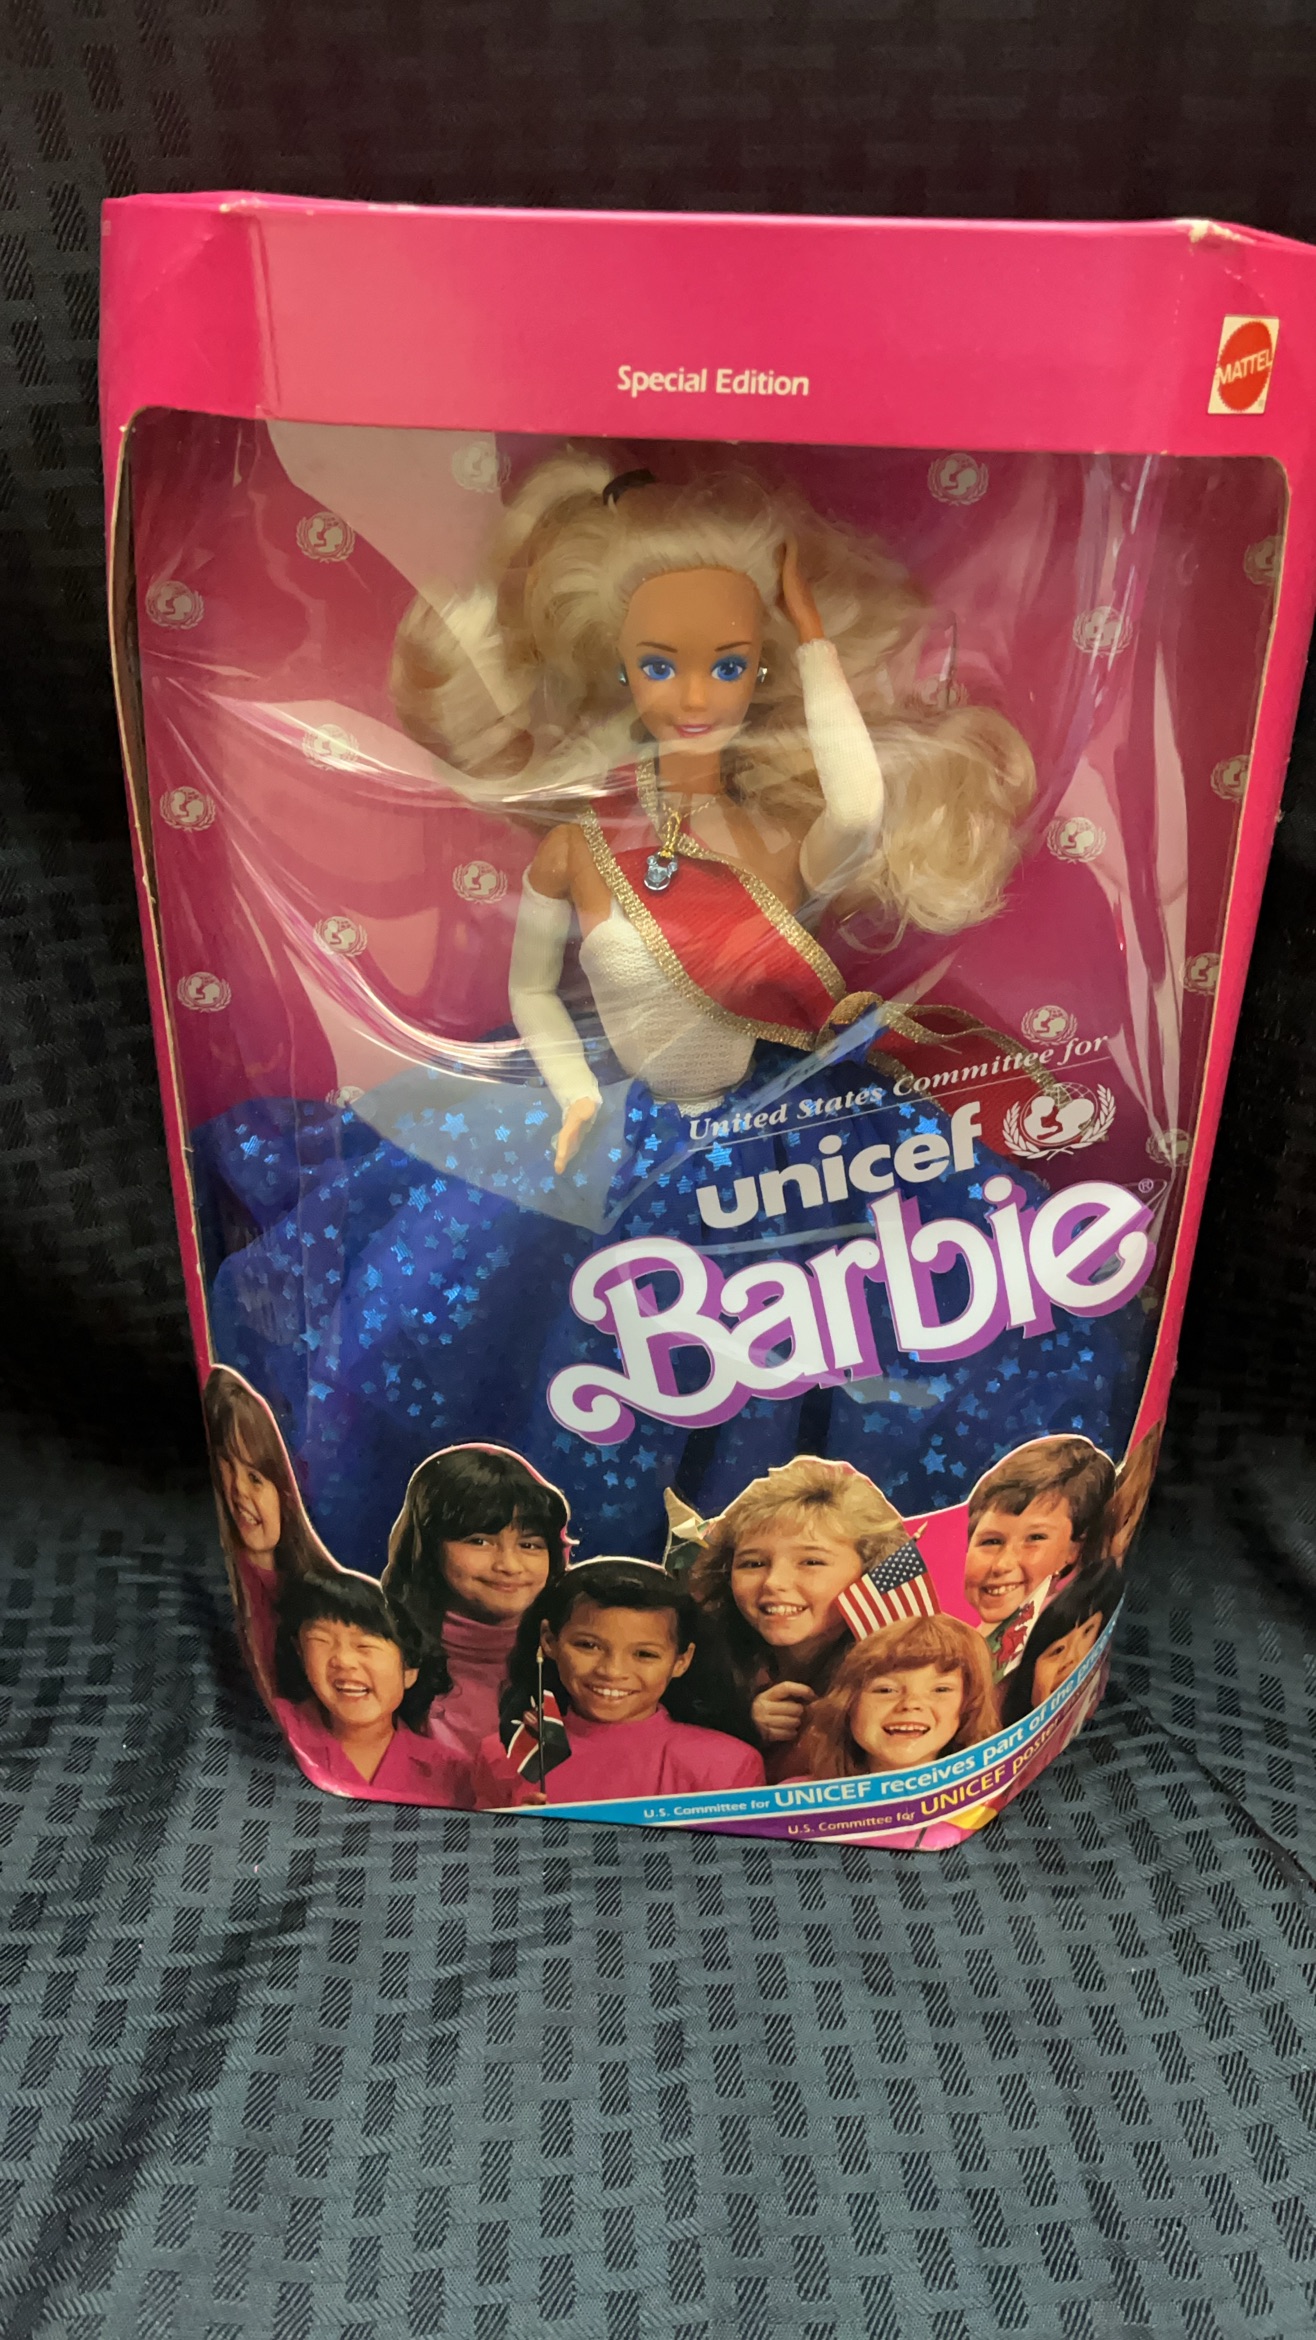 Special Edition
MATTEL
United States Committee for
unicef
Barbie®
U.S. Committee for UNICEF receives part of the
U.S. Committee for UNICEF poster